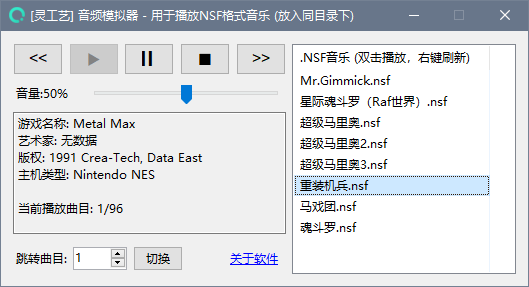 [灵工艺] 音频模拟器 - 用于播放NSF格式音乐 (放入同目录下)
<<
>>
音量:50%
游戏名称: Metal Max
艺术家: 无数据
版权: 1991 Crea-Tech, Data East
主机类型: Nintendo NES
当前播放曲目: 1/96
跳转曲目: 1 切换 关于软件
.NSF音乐 (双击播放，右键刷新)
Mr.Gimmick.nsf
星际魂斗罗（Raf世界）.nsf
超级马里奥.nsf
超级马里奥2.nsf
超级马里奥3.nsf
重装机兵.nsf
马戏团.nsf
魂斗罗.nsf